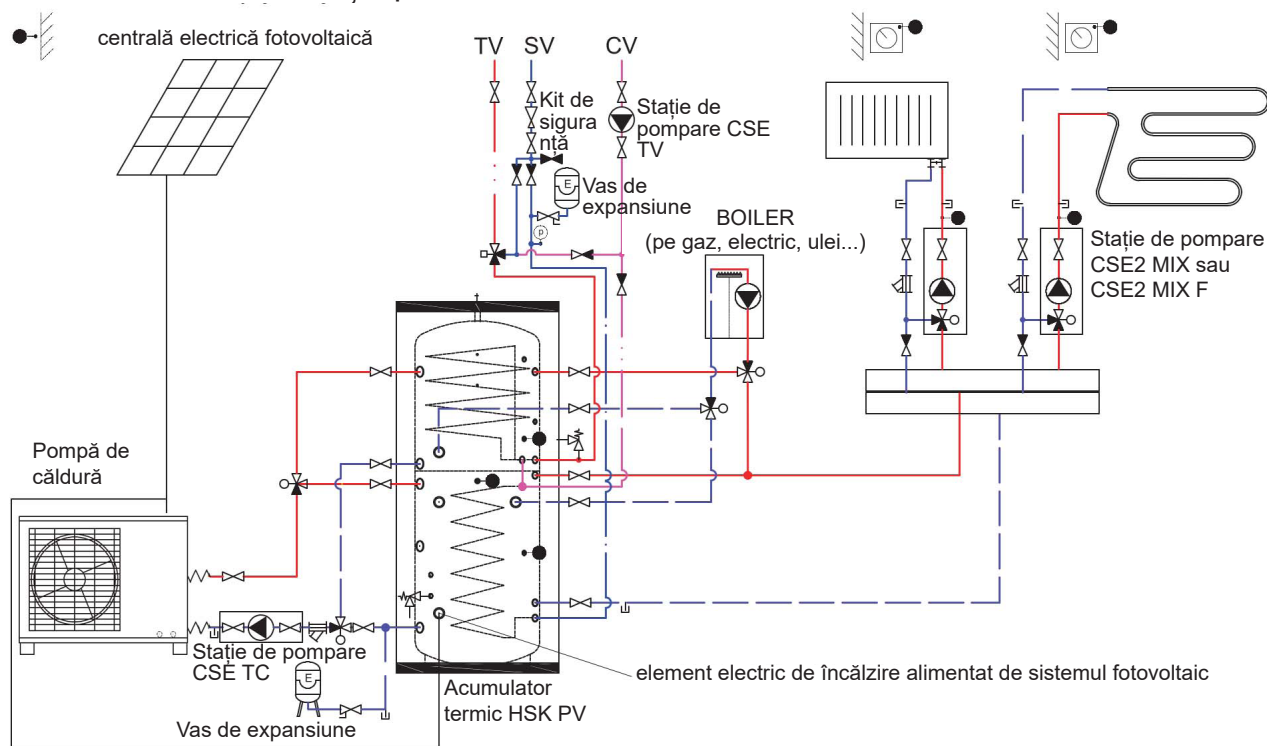 centrală electrică fotovoltaică
TV
SV
CV
Kit de
sigura
nță
Stație de
pompare CSE
TV
E
Vas de
expansiune
p
BOILER
(pe gaz, electric, ulei...)
Stație de pompare
CSE2 MIX sau
CSE2 MIX F
Pompă de
căldură
Stație de pompare
CSE TC
E
Vas de expansiune
Acumulator
termic HSK PV
element electric de încălzire alimentat de sistemul fotovoltaic